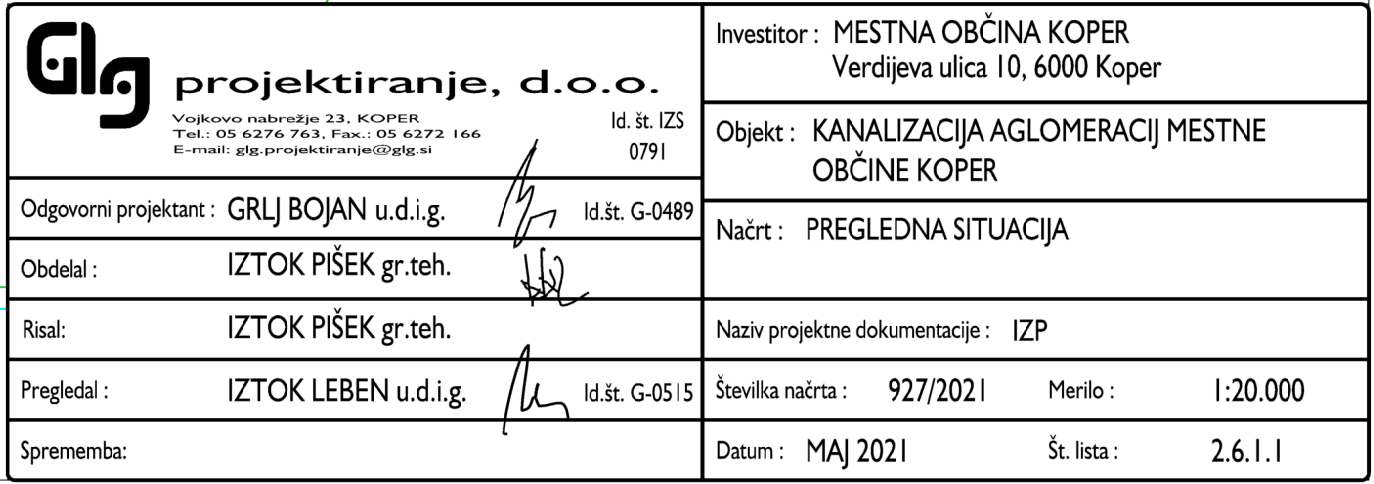 Glg
projektiranje, d.o.o.
Vojkovo nabrežje 23, KOPER
Tel.: 05 6276 763, Fax.: 05 6272 166
E-mail: glg.projektiranje@glg.si
Id. št. IZS
0791
Odgovorni projektant : GRLJ BOJAN u.d.i.g. Id.št. G-0489
Obdelal : IZTOK PIŠEK gr.teh.
Risal: IZTOK PIŠEK gr.teh.
Pregledal : IZTOK LEBEN u.d.i.g. Id.št. G-0515
Sprememba:
Investitor : MESTNA OBČINA KOPER
Verdijeva ulica 10, 6000 Koper
Objekt : KANALIZACIJA AGLOMERACIJ MESTNE
OBČINE KOPER
Načrt : PREGLEDNA SITUACIJA
Naziv projektne dokumentacije : IZP
Številka načrta : 927/2021 Merilo : 1:20.000
Datum : MAJ 2021 Št. lista : 2.6.1.1